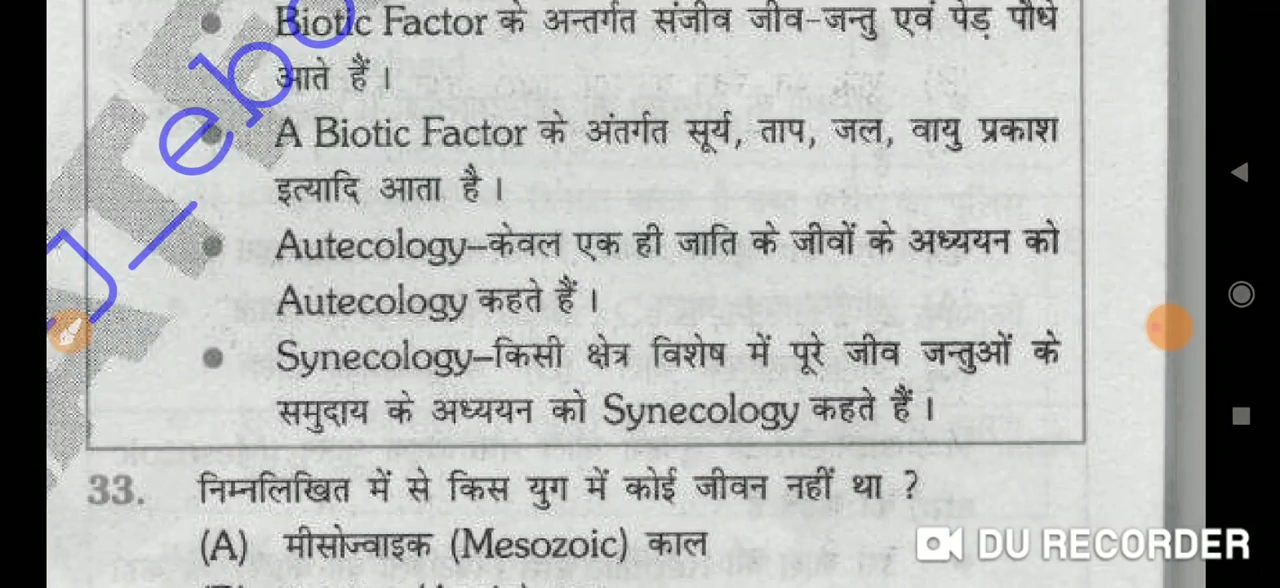 Biotic Factor के अन्तर्गत संजीव जीव-जन्तु एवं पेड़ पौधे
आते हैं ।
A Biotic Factor के अंतर्गत सूर्य, ताप, जल, वायु प्रकाश
इत्यादि आता है ।
Autecology–केवल एक ही जाति के जीवों के अध्ययन को
Autecology कहते हैं ।
Synecology–किसी क्षेत्र विशेष में पूरे जीव जन्तुओं के
समुदाय के अध्ययन को Synecology कहते हैं ।
33. निम्नलिखित में से किस युग में कोई जीवन नहीं था ?
(A) मीसोज्वाइक (Mesozoic) काल
DU RECORDER